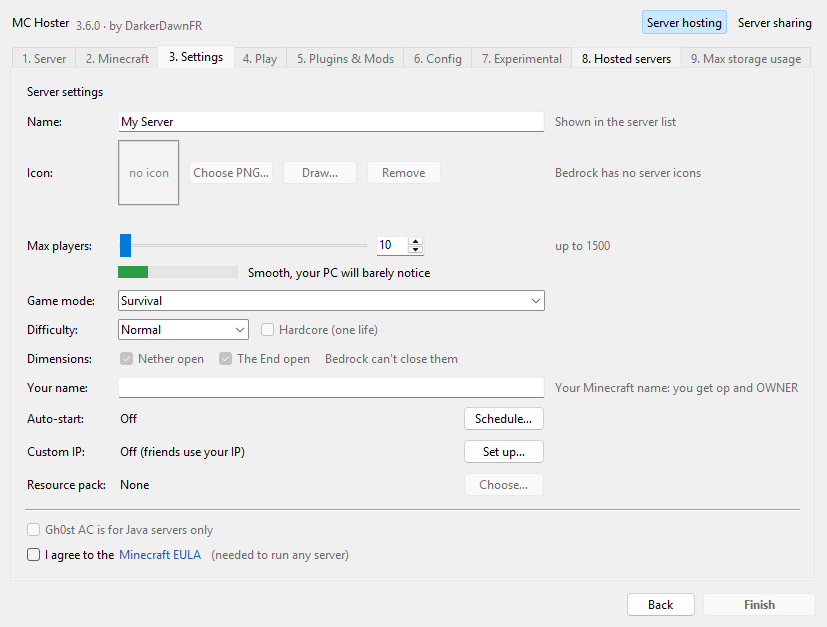 MC Hoster 3.6.0 · by DarkerDawnFR Server hosting Server sharing
1. Server 2. Minecraft 3. Settings 4. Play 5. Plugins & Mods 6. Config 7. Experimental 8. Hosted servers 9. Max storage usage
Server settings
Name: My Server Shown in the server list
Icon: no icon Choose PNG... Draw... Remove Bedrock has no server icons
Max players: 10 up to 1500
Smooth, your PC will barely notice
Game mode: Survival
Difficulty: Normal Hardcore (one life)
Dimensions: Nether open The End open Bedrock can't close them
Your name: Your Minecraft name: you get op and OWNER
Auto-start: Off Schedule...
Custom IP: Off (friends use your IP) Set up...
Resource pack: None Choose...
Gh0st AC is for Java servers only
I agree to the Minecraft EULA (needed to run any server)
Back Finish